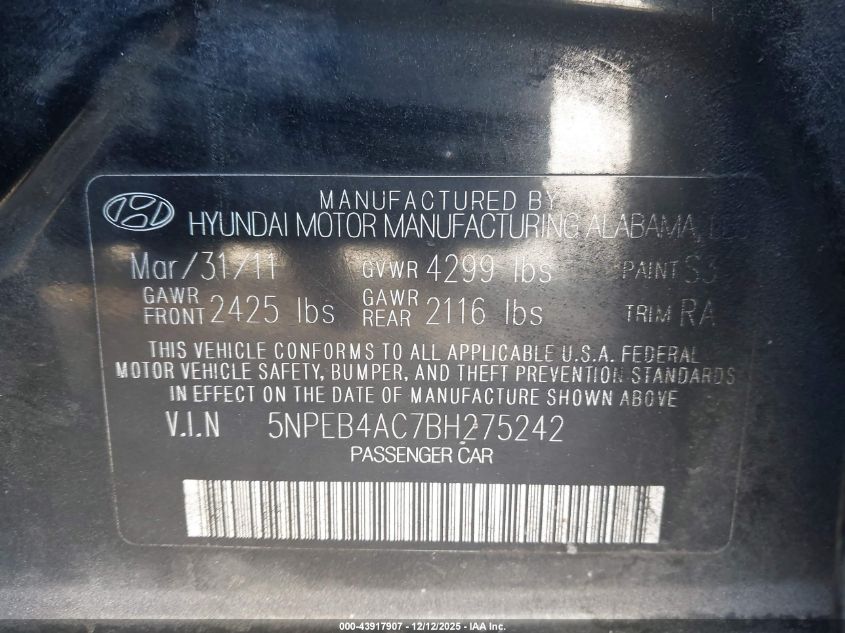 MANUFACTURED BY
HYUNDAI MOTOR MANUFACTURING ALABAMA,
Mar/31/11 GVWR 4299 lbs PAINT S3
GAWR FRONT 2425 lbs GAWR REAR 2116 lbs TRIM RA
THIS VEHICLE CONFORMS TO ALL APPLICABLE U.S.A. FEDERAL
MOTOR VEHICLE SAFETY, BUMPER, AND THEFT PREVENTION STANDARDS
IN EFFECT ON THE DATE OF MANUFACTURE SHOWN ABOVE
V.I.N 5NPEB4AC7BH275242
PASSENGER CAR
000-43917907 - 12/12/2025 - IAA Inc.